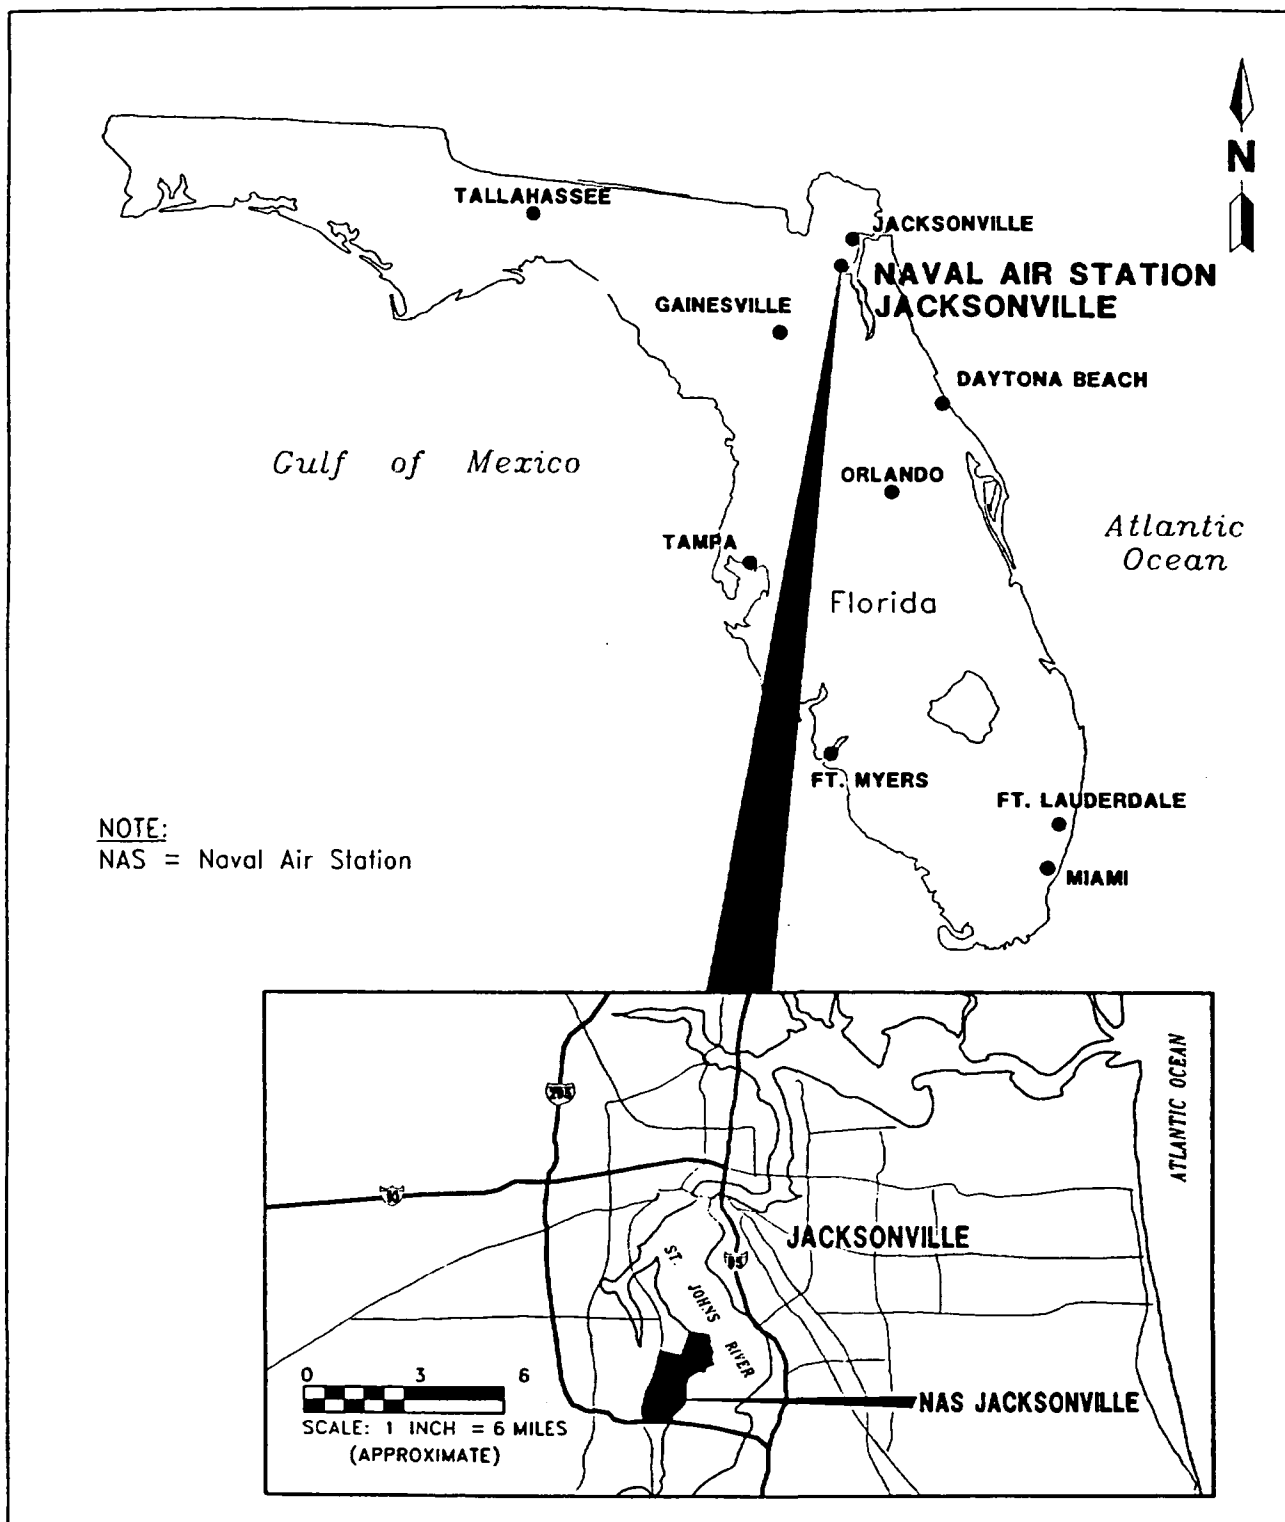 N
TALLAHASSEE
JACKSONVILLE
NAVAL AIR STATION
JACKSONVILLE
GAINESVILLE
DAYTONA BEACH
Gulf of Mexico
ORLANDO
Atlantic
Ocean
TAMPA
Florida
FT. MYERS
FT. LAUDERDALE
MIAMI
NOTE:
NAS = Naval Air Station
ATLANTIC OCEAN
295
10
JACKSONVILLE
95
ST. JOHNS RIVER
0 3 6
SCALE: 1 INCH = 6 MILES
(APPROXIMATE)
NAS JACKSONVILLE